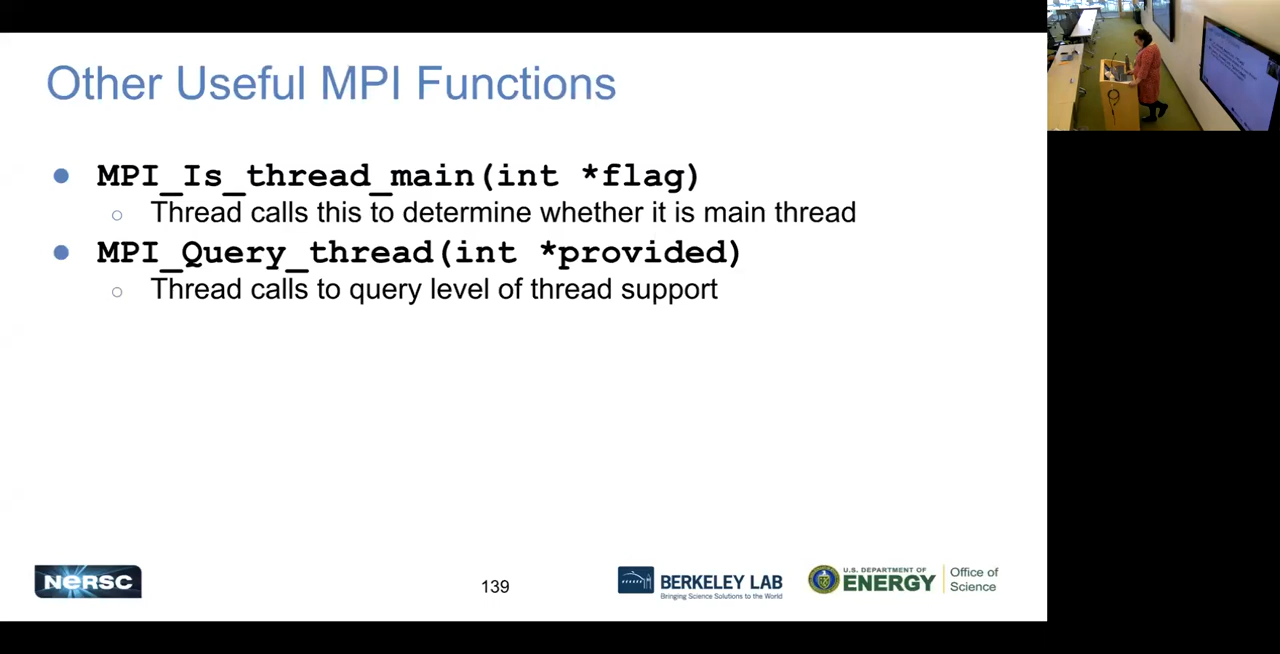 Other Useful MPI Functions
● MPI_Is_thread_main(int *flag)
○ Thread calls this to determine whether it is main thread
● MPI_Query_thread(int *provided)
○ Thread calls to query level of thread support
NERSC
139
BERKELEY LAB
Bringing Science Solutions to the World
U.S. DEPARTMENT OF
ENERGY
Office of
Science